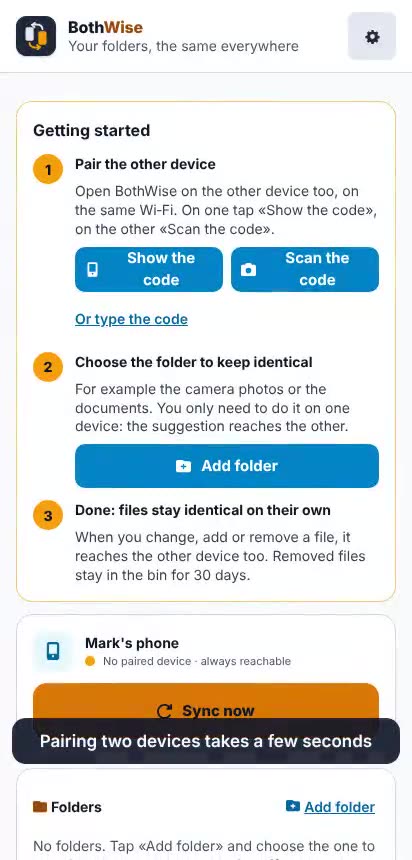 BothWise
Your folders, the same everywhere
Getting started
1
Pair the other device
Open BothWise on the other device too, on
the same Wi-Fi. On one tap «Show the code»,
on the other «Scan the code».
Show the
code
Scan the
code
Or type the code
2
Choose the folder to keep identical
For example the camera photos or the
documents. You only need to do it on one
device: the suggestion reaches the other.
Add folder
3
Done: files stay identical on their own
When you change, add or remove a file, it
reaches the other device too. Removed files
stay in the bin for 30 days.
Mark's phone
No paired device · always reachable
Sync now
Pairing two devices takes a few seconds
Folders
Add folder
No folders. Tap «Add folder» and choose the one to